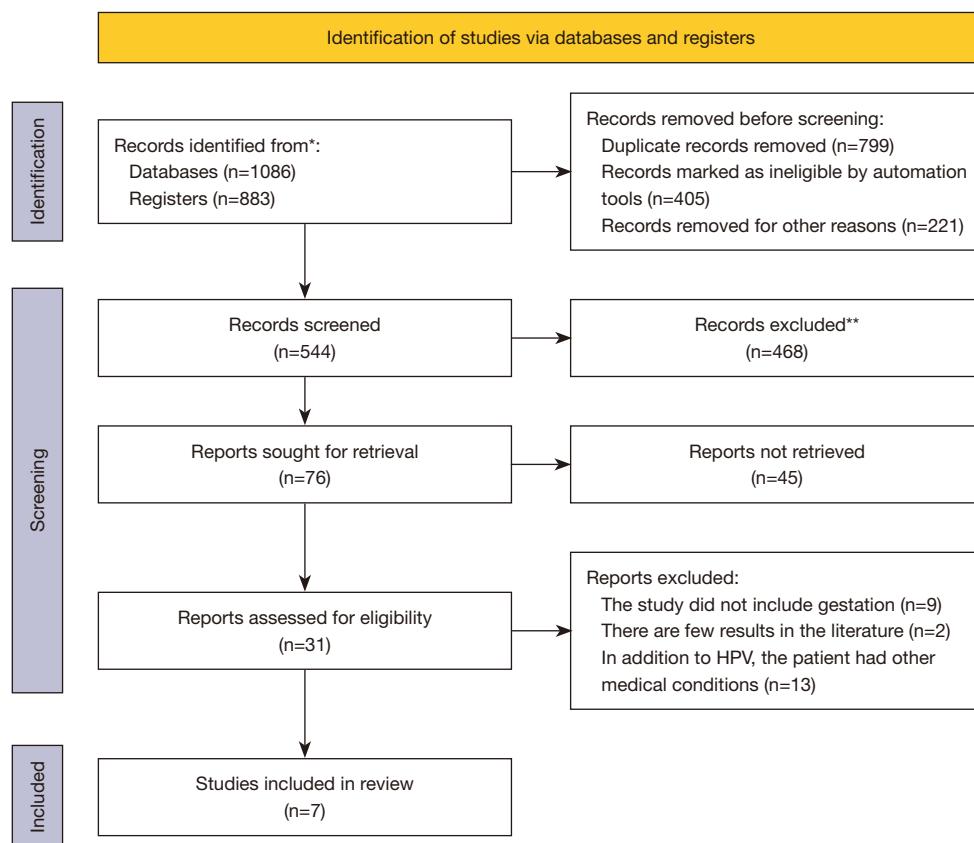 Identification of studies via databases and registers
Identification
Records identified from*:
Databases (n=1086)
Registers (n=883)
Records removed before screening:
Duplicate records removed (n=799)
Records marked as ineligible by automation
tools (n=405)
Records removed for other reasons (n=221)
Screening
Records screened
(n=544)
Records excluded**
(n=468)
Reports sought for retrieval
(n=76)
Reports not retrieved
(n=45)
Reports assessed for eligibility
(n=31)
Reports excluded:
The study did not include gestation (n=9)
There are few results in the literature (n=2)
In addition to HPV, the patient had other
medical conditions (n=13)
Included
Studies included in review
(n=7)